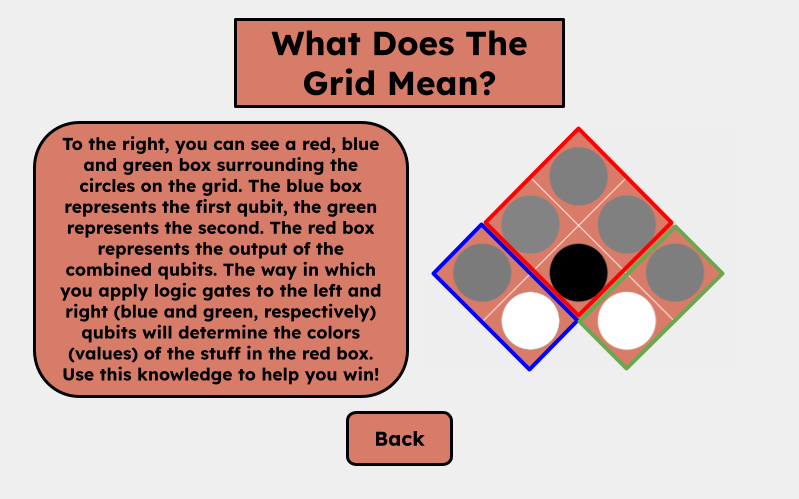 What Does The
Grid Mean?
To the right, you can see a red, blue
and green box surrounding the
circles on the grid. The blue box
represents the first qubit, the green
represents the second. The red box
represents the output of the
combined qubits. The way in which
you apply logic gates to the left and
right (blue and green, respectively)
qubits will determine the colors
(values) of the stuff in the red box.
Use this knowledge to help you win!
Back